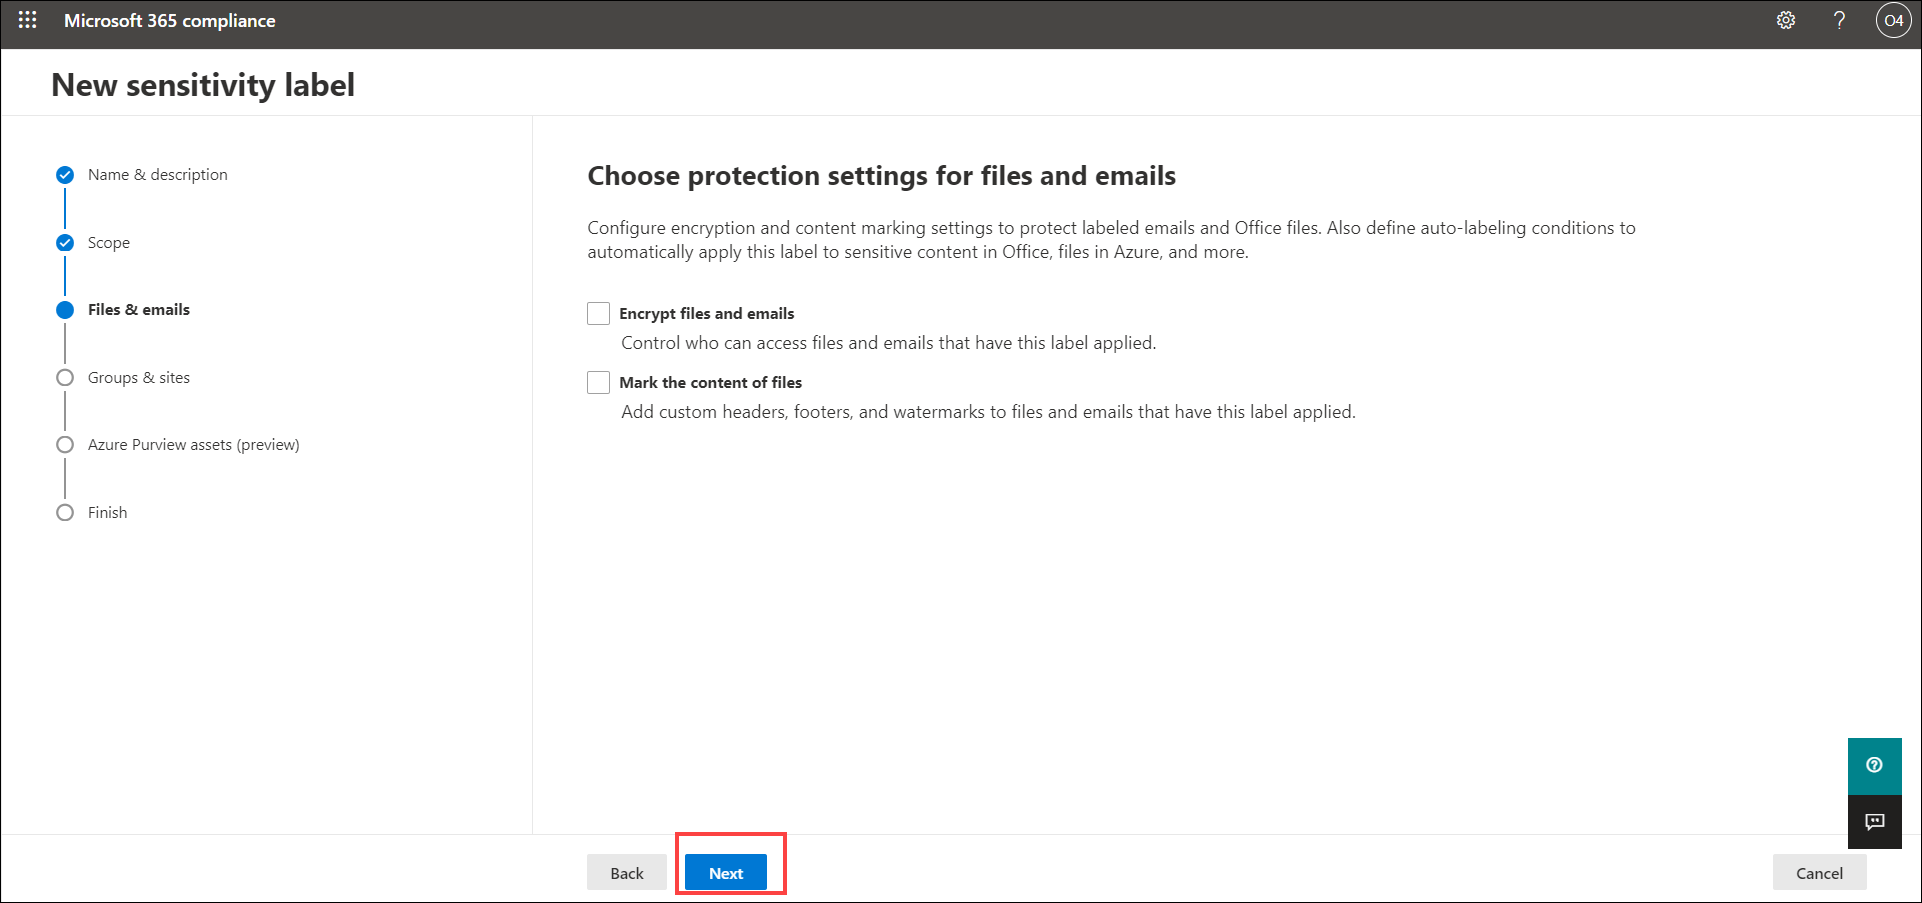 Microsoft 365 compliance
?
O4
New sensitivity label
Name & description
Scope
Files & emails
Groups & sites
Azure Purview assets (preview)
Finish
Choose protection settings for files and emails
Configure encryption and content marking settings to protect labeled emails and Office files. Also define auto-labeling conditions to
automatically apply this label to sensitive content in Office, files in Azure, and more.
Encrypt files and emails
Control who can access files and emails that have this label applied.
Mark the content of files
Add custom headers, footers, and watermarks to files and emails that have this label applied.
Back
Next
Cancel